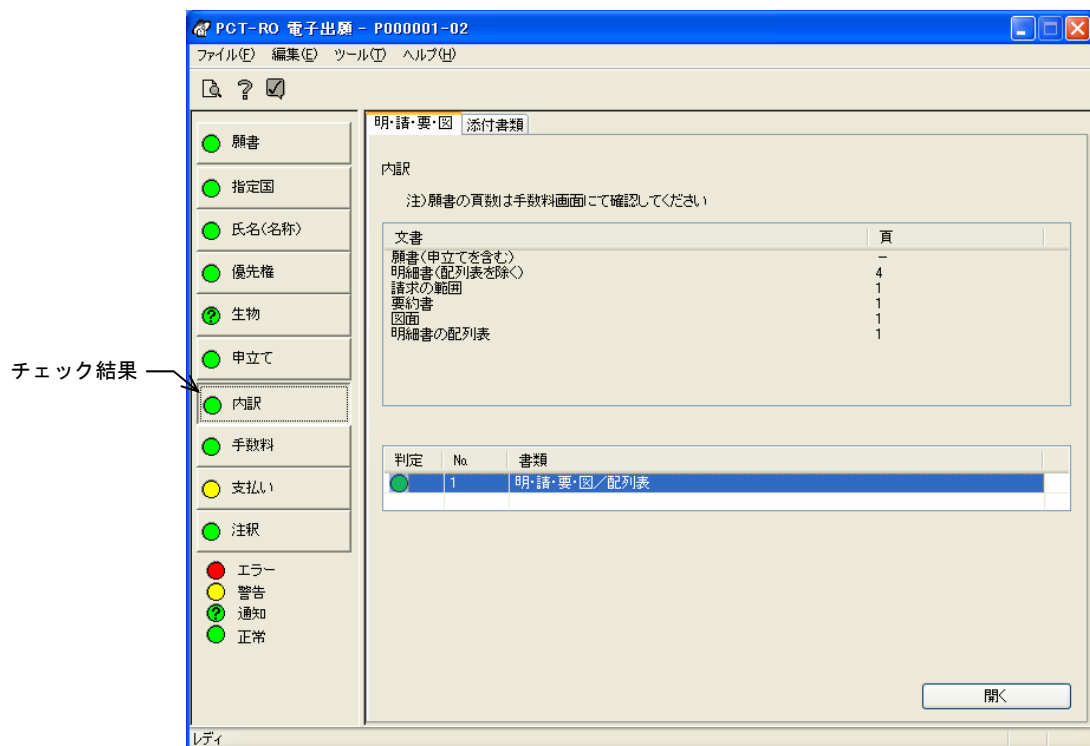 PCT-RO 電子出願 - P000001-02
ファイル(F) 編集(E) ツール(T) ヘルプ(H)
願書
指定国
氏名(名称)
優先権
生物
申立て
チェック結果
内訳
手数料
支払い
注釈
エラー
警告
通知
正常
明・請・要・図 添付書類
内訳
注)願書の頁数は手数料画面にて確認してください
文書 頁
願書(申立てを含む) -
明細書(配列表を除く) 4
請求の範囲 1
要約書 1
図面 1
明細書の配列表 1
判定 No. 書類
1 明・請・要・図/配列表
開く
レディ